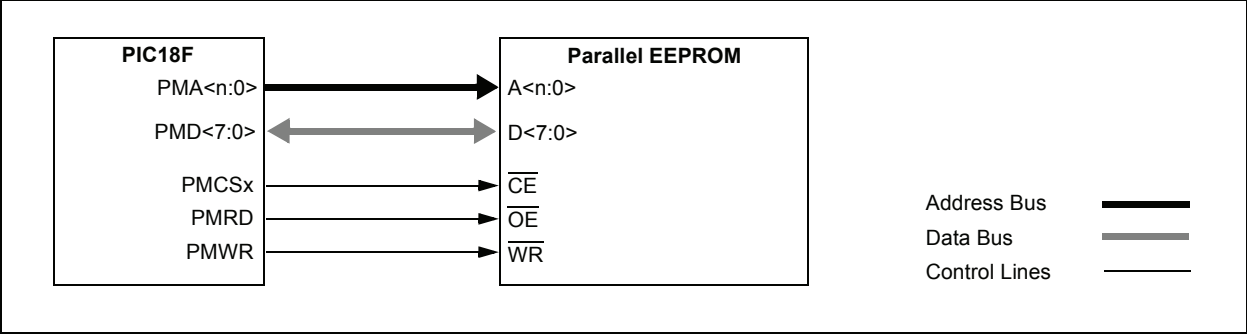 PIC18F
Parallel EEPROM
PMA<n:0>
A<n:0>
PMD<7:0>
D<7:0>
PMCSx
CE
PMRD
OE
PMWR
WR
Address Bus
Data Bus
Control Lines